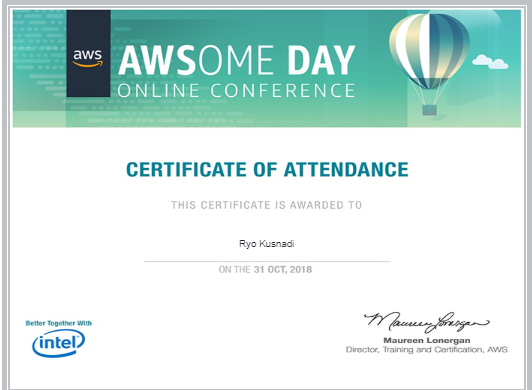 aws
AWSOME DAY
ONLINE CONFERENCE
CERTIFICATE OF ATTENDANCE
THIS CERTIFICATE IS AWARDED TO
Ryo Kusnadi
ON THE 31 OCT, 2018
Better Together With
intel
Maureen Lonergan
Maureen Lonergan
Director, Training and Certification, AWS